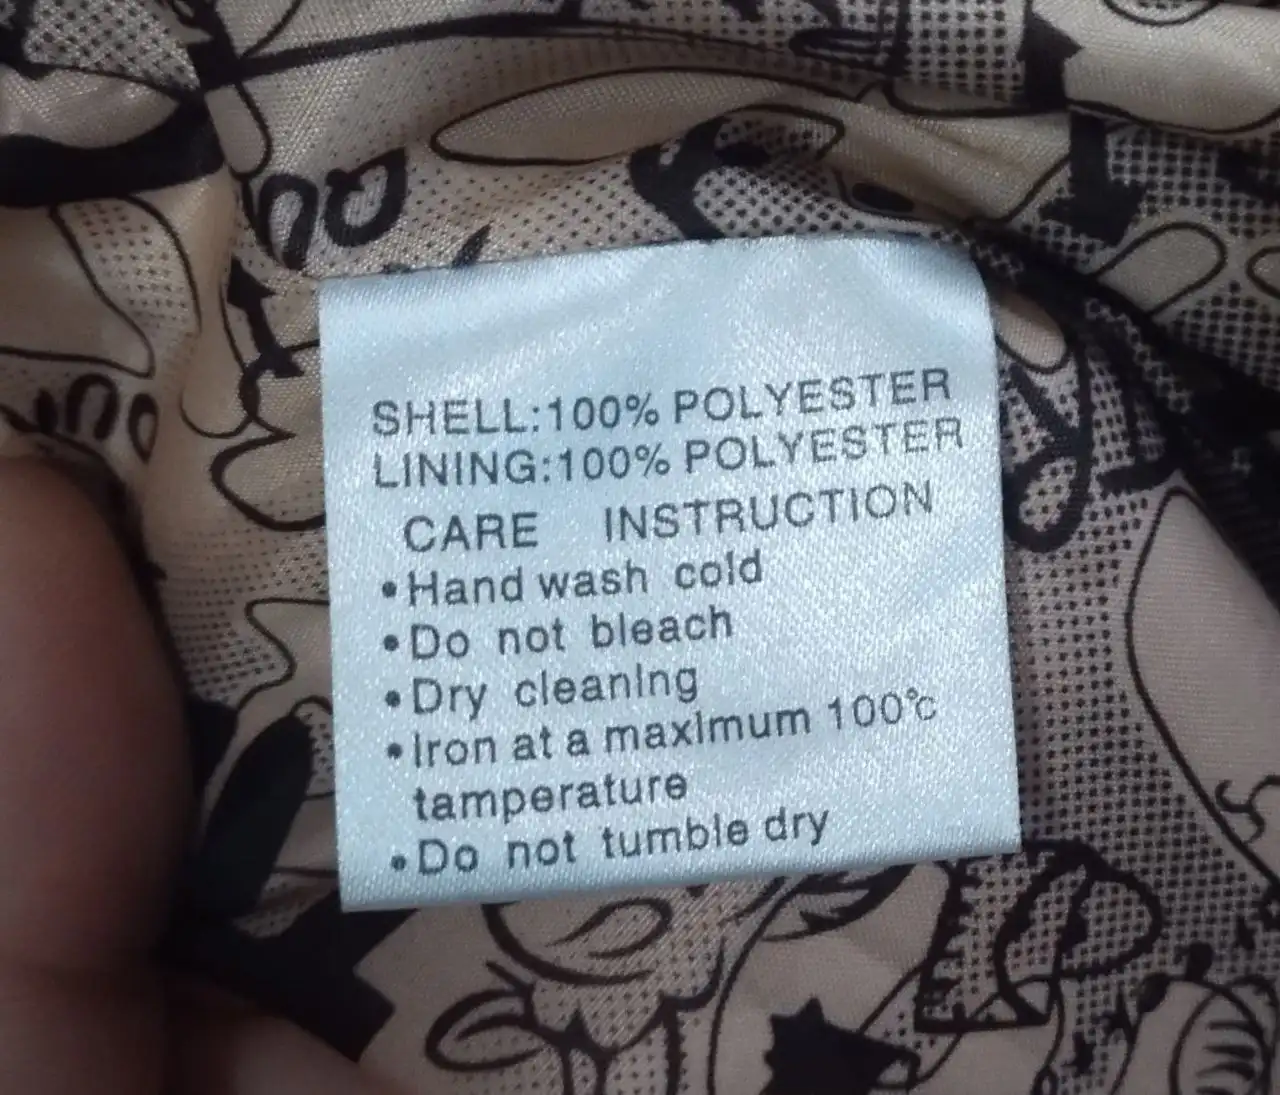 SHELL:100% POLYESTER
LINING:100% POLYESTER
CARE INSTRUCTION
•Hand wash cold
•Do not bleach
•Dry cleaning
•Iron at a maximum 100℃
tamperature
•Do not tumble dry